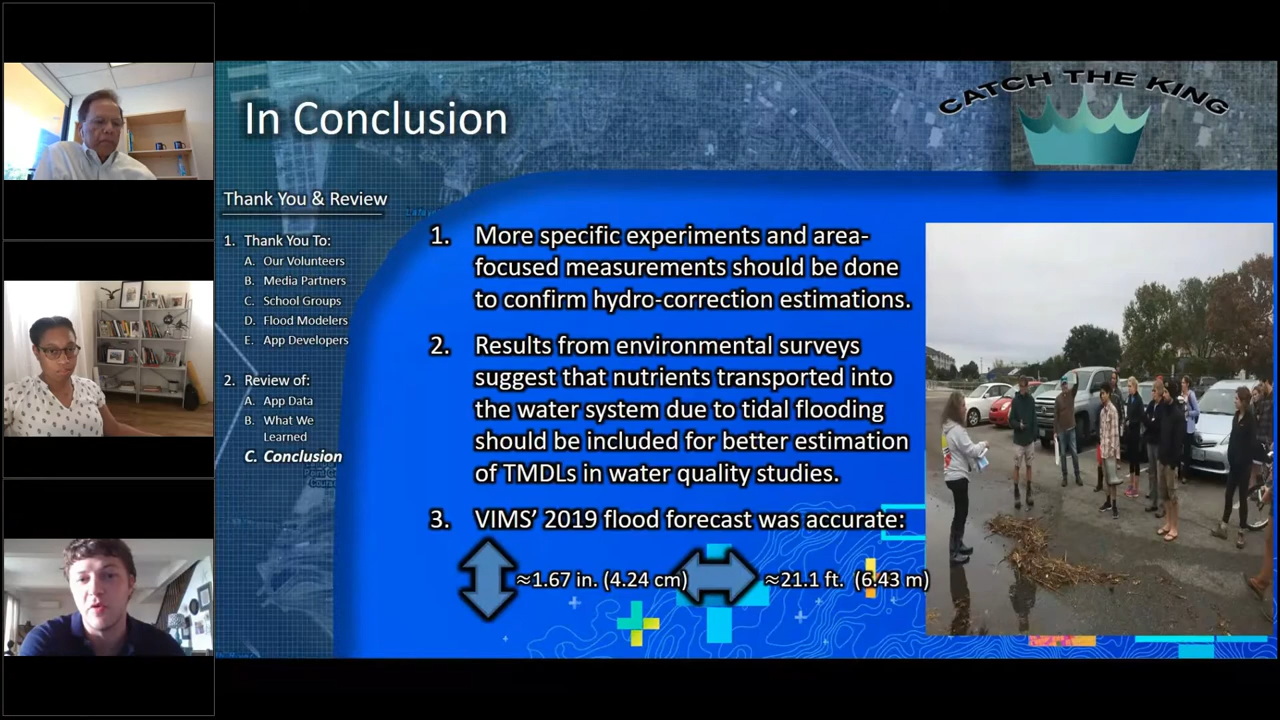 In Conclusion
CATCH THE KING
Thank You & Review
1. Thank You To:
A. Our Volunteers
B. Media Partners
C. School Groups
D. Flood Modelers
E. App Developers
2. Review of:
A. App Data
B. What We
Learned
C. Conclusion
1. More specific experiments and area-
focused measurements should be done
to confirm hydro-correction estimations.
2. Results from environmental surveys
suggest that nutrients transported into
the water system due to tidal flooding
should be included for better estimation
of TMDLs in water quality studies.
3. VIMS’ 2019 flood forecast was accurate:
≈1.67 in. (4.24 cm)
≈21.1 ft. (6.43 m)